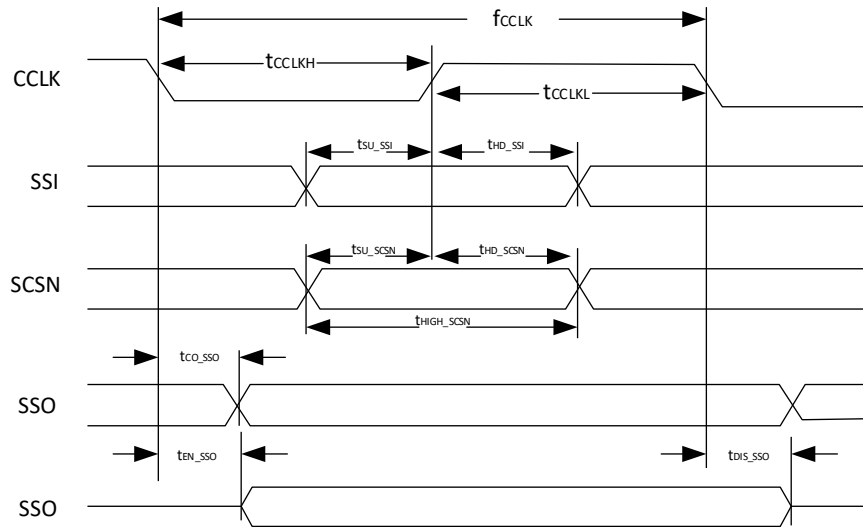 fCCLK
CCLK
tCCLKH
tCCLKL
SSI
tSU_SSI
tHD_SSI
SCSN
tSU_SCSN
tHD_SCSN
tHIGH_SCSN
tCO_SSO
SSO
tEN_SSO
tDIS_SSO
SSO